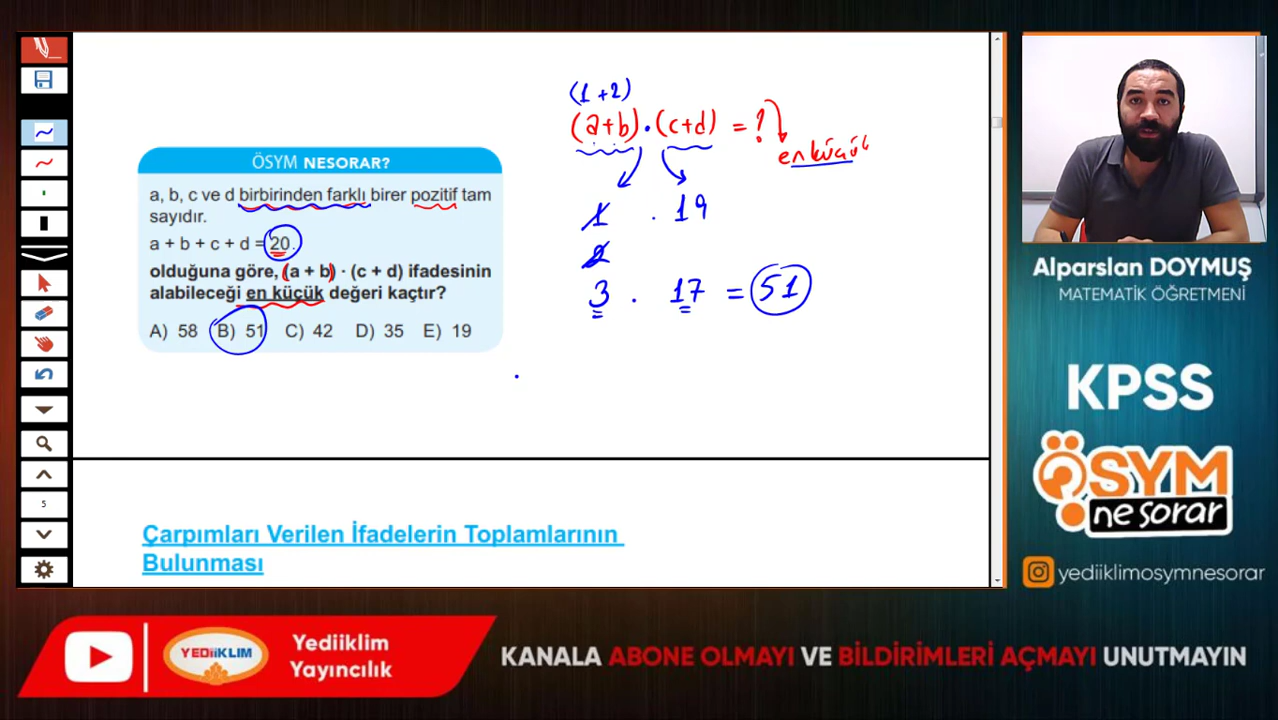 (1+2)
(a+b)·(c+d) = ?
en küçük
1 . 19
2
3 . 17 = 51
ÖSYM NESORAR?
a, b, c ve d birbirinden farklı birer pozitif tam
sayıdır.
a + b + c + d = 20.
olduğuna göre, (a + b) · (c + d) ifadesinin
alabileceği en küçük değeri kaçtır?
A) 58 B) 51 C) 42 D) 35 E) 19
5
Çarpımları Verilen İfadelerin Toplamlarının
Bulunması
Alparslan DOYMUŞ
MATEMATİK ÖĞRETMENİ
KPSS
ÖSYM
ne sorar
yediiklimosymnesorar
YEDİİKLİM
Yediiklim
Yayıncılık
KANALA ABONE OLMAYI VE BİLDİRİMLERİ AÇMAYI UNUTMAYIN